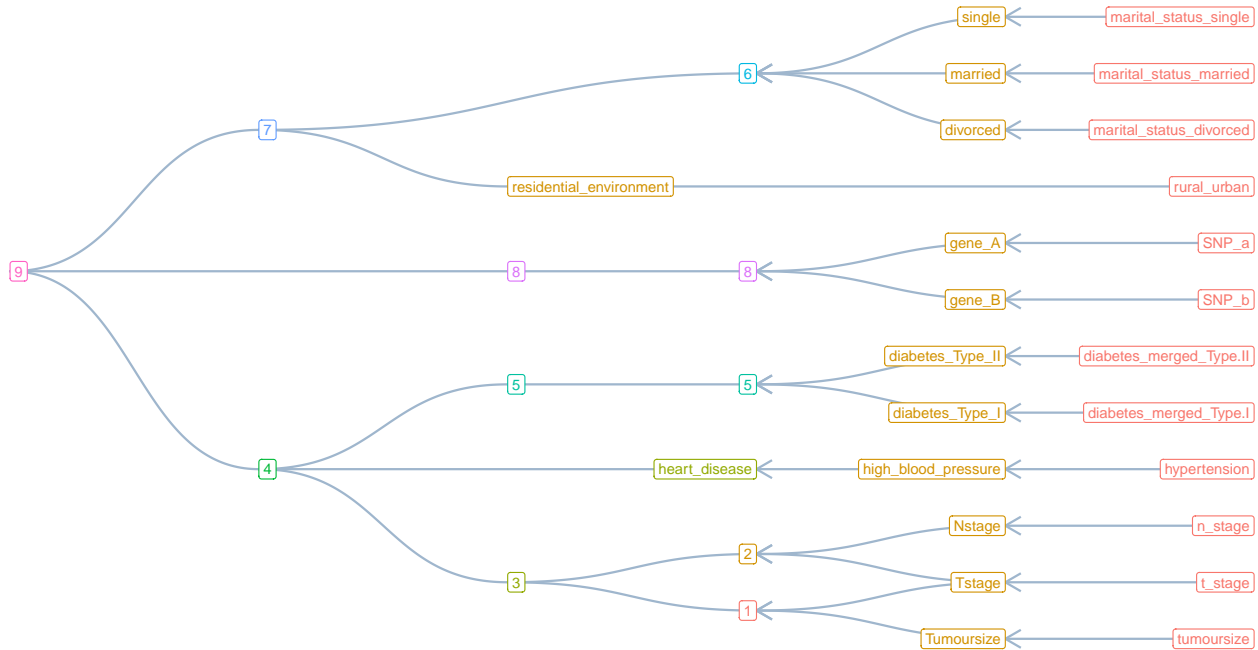 single marital_status_single
6 married marital_status_married
7 divorced marital_status_divorced
residential_environment rural_urban
gene_A SNP_a
9 8 8
gene_B SNP_b
diabetes_Type_II diabetes_merged_Type.II
5 5
diabetes_Type_I diabetes_merged_Type.I
4 heart_disease high_blood_pressure hypertension
Nstage n_stage
2
3 Tstage t_stage
1
Tumoursize tumoursize